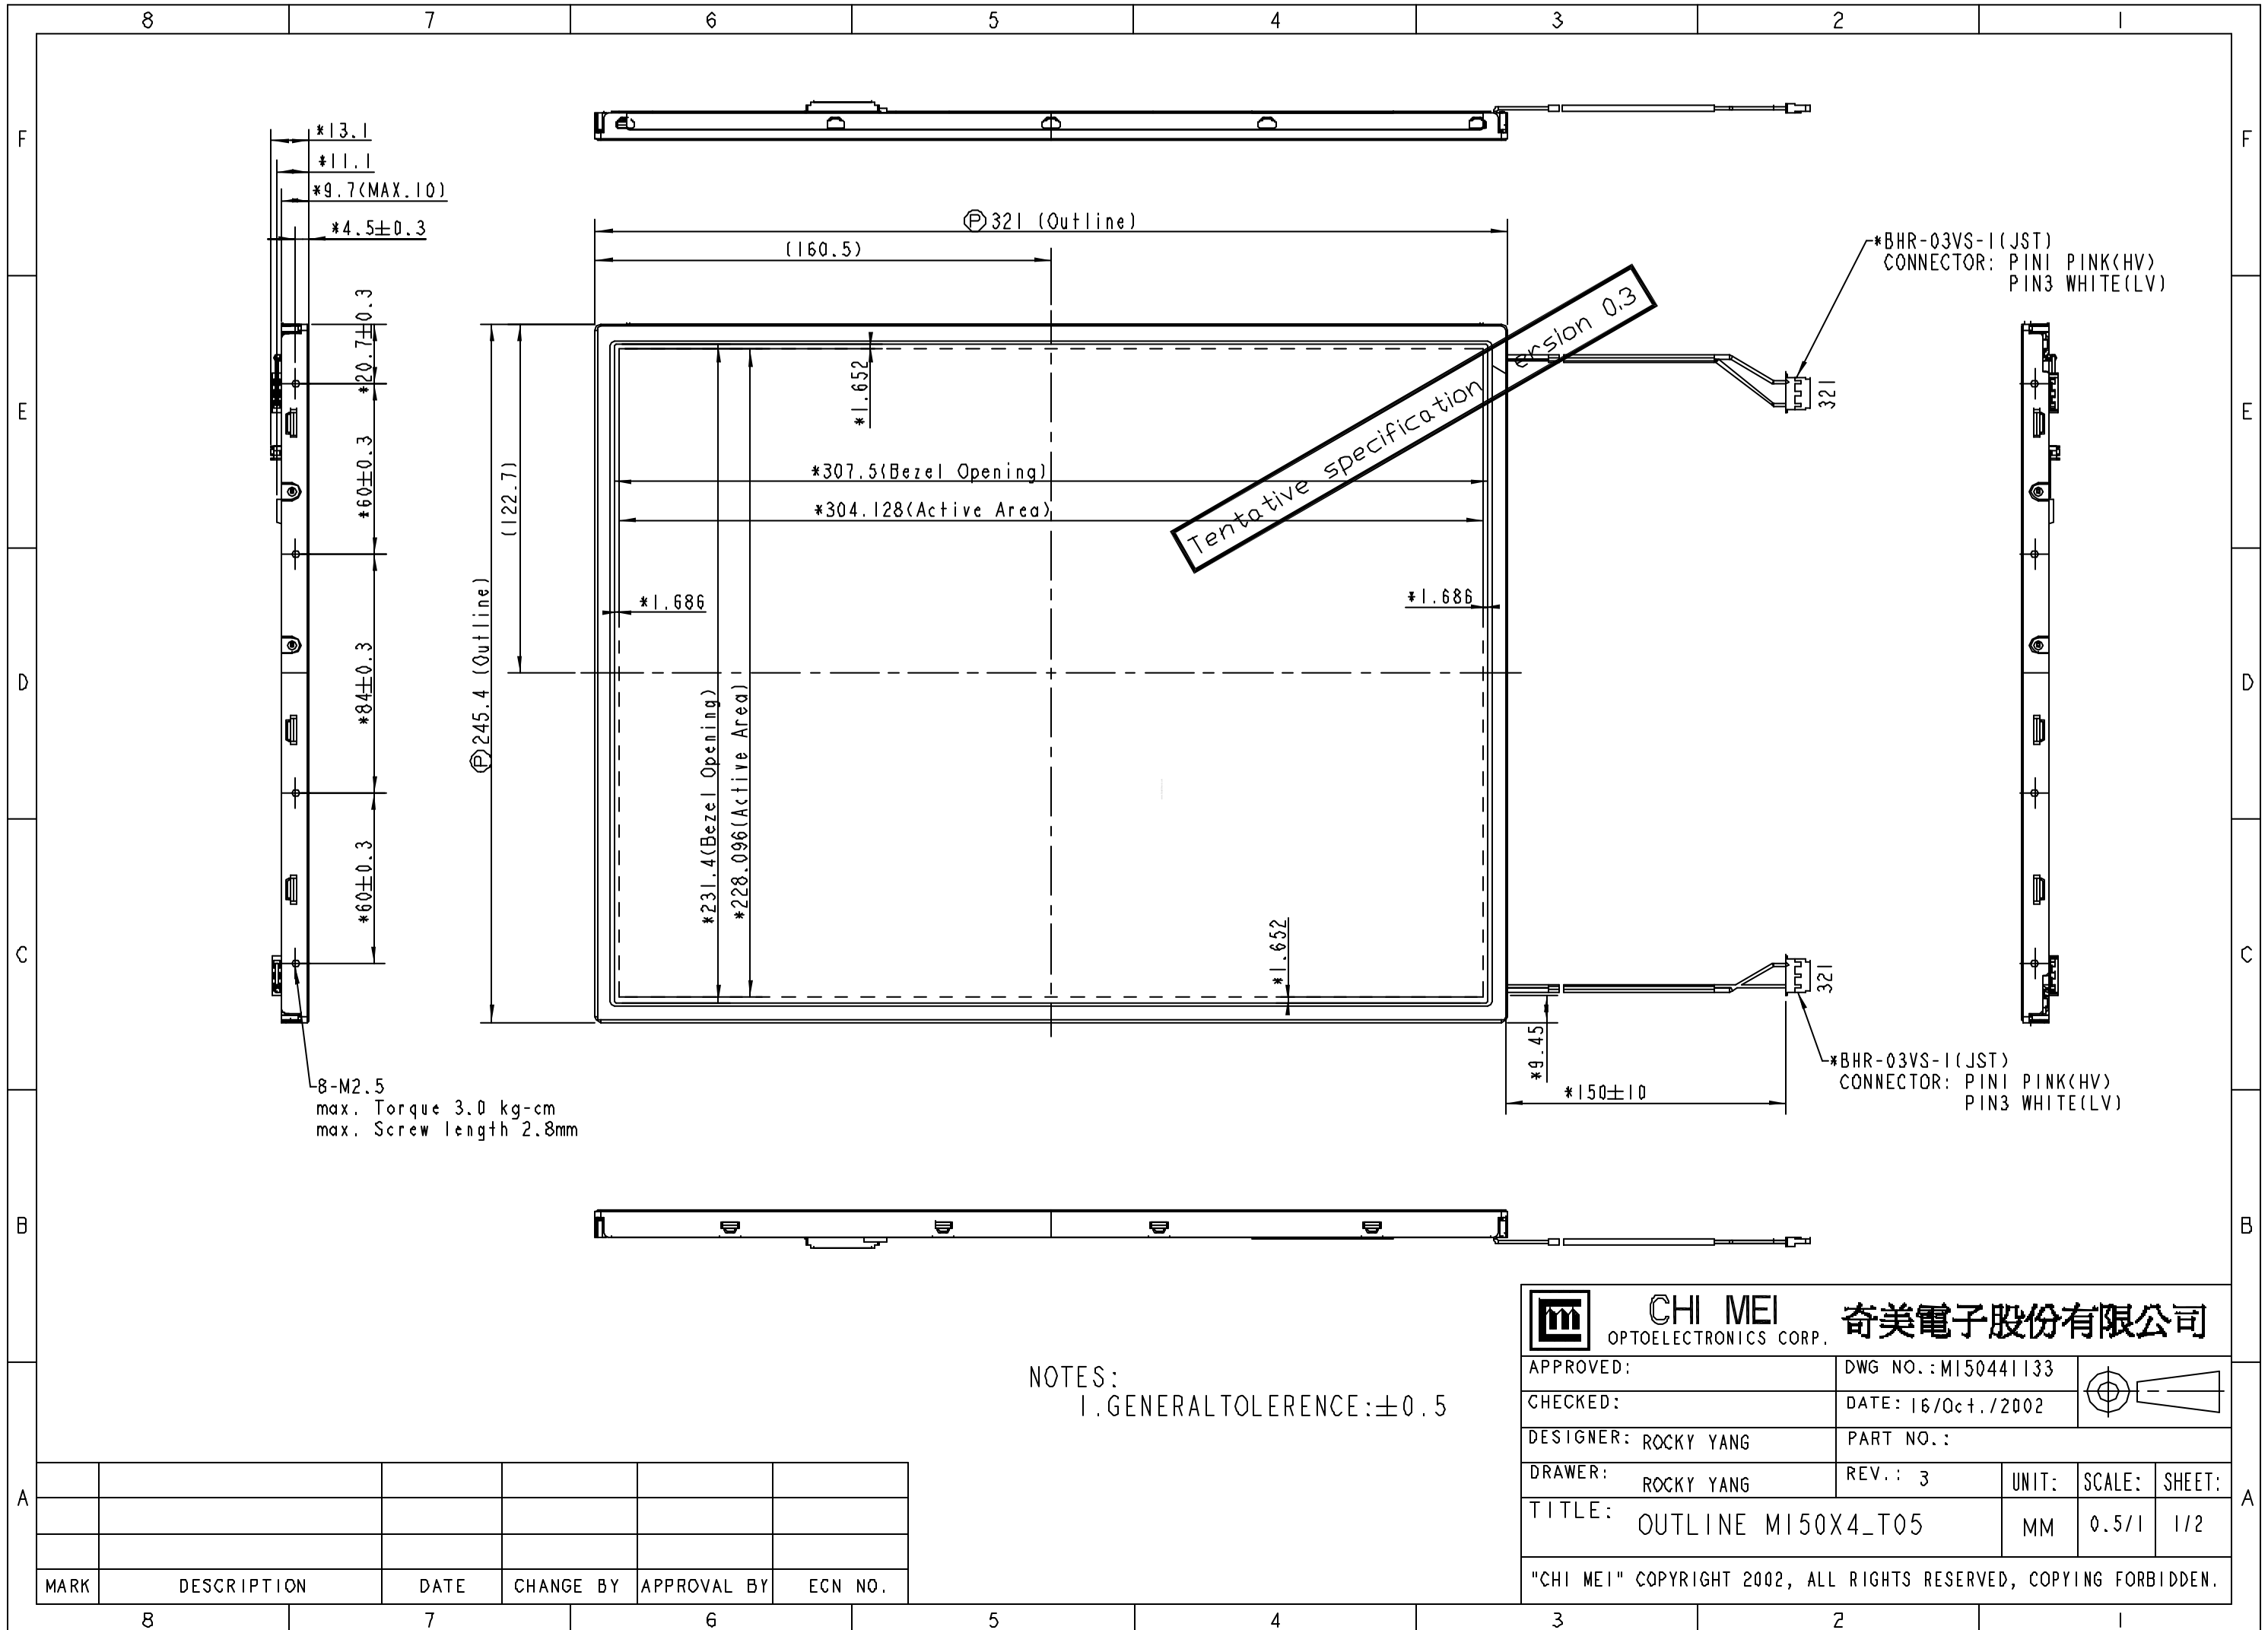 8 7 6 5 4 3 2 1
F
F
E
E
D
D
C
C
B
B
A
A
*13.1
*11.1
*9.7(MAX.10)
*4.5±0.3
*20.7±0.3
*60±0.3
*84±0.3
*60±0.3
8-M2.5
max. Torque 3.0 kg-cm
max. Screw length 2.8mm
Ⓟ321 (Outline)
(160.5)
Ⓟ245.4 (Outline)
(122.7)
*1.652
*307.5(Bezel Opening)
*304.128(Active Area)
*1.686
*1.686
*231.4(Bezel Opening)
*228.096(Active Area)
*1.652
Tentative specification ersion 0.3
*BHR-03VS-1(JST)
CONNECTOR: PIN1 PINK(HV)
PIN3 WHITE(LV)
321
321
*9.45
*150±10
*BHR-03VS-1(JST)
CONNECTOR: PIN1 PINK(HV)
PIN3 WHITE(LV)
NOTES:
1.GENERALTOLERENCE:±0.5
CHI MEI
OPTOELECTRONICS CORP.
奇美電子股份有限公司
APPROVED:
DWG NO.:M150441133
CHECKED:
DATE: 16/Oct./2002
DESIGNER: ROCKY YANG
PART NO.:
DRAWER: ROCKY YANG
REV.: 3
UNIT: SCALE: SHEET:
TITLE: OUTLINE M150X4_T05
MM 0.5/1 1/2
"CHI MEI" COPYRIGHT 2002, ALL RIGHTS RESERVED, COPYING FORBIDDEN.
MARK DESCRIPTION DATE CHANGE BY APPROVAL BY ECN NO.
8 7 6 5 4 3 2 1